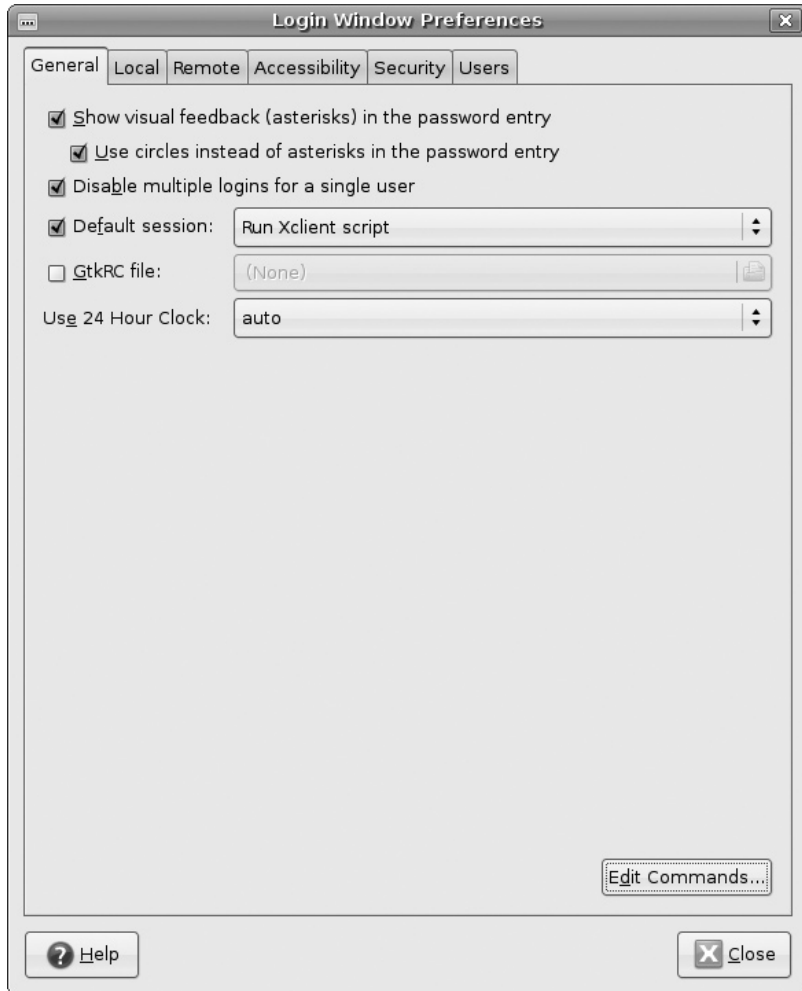 Login Window Preferences
General Local Remote Accessibility Security Users
Show visual feedback (asterisks) in the password entry
Use circles instead of asterisks in the password entry
Disable multiple logins for a single user
Default session: Run Xclient script
GtkRC file: (None)
Use 24 Hour Clock: auto
Edit Commands...
Help Close